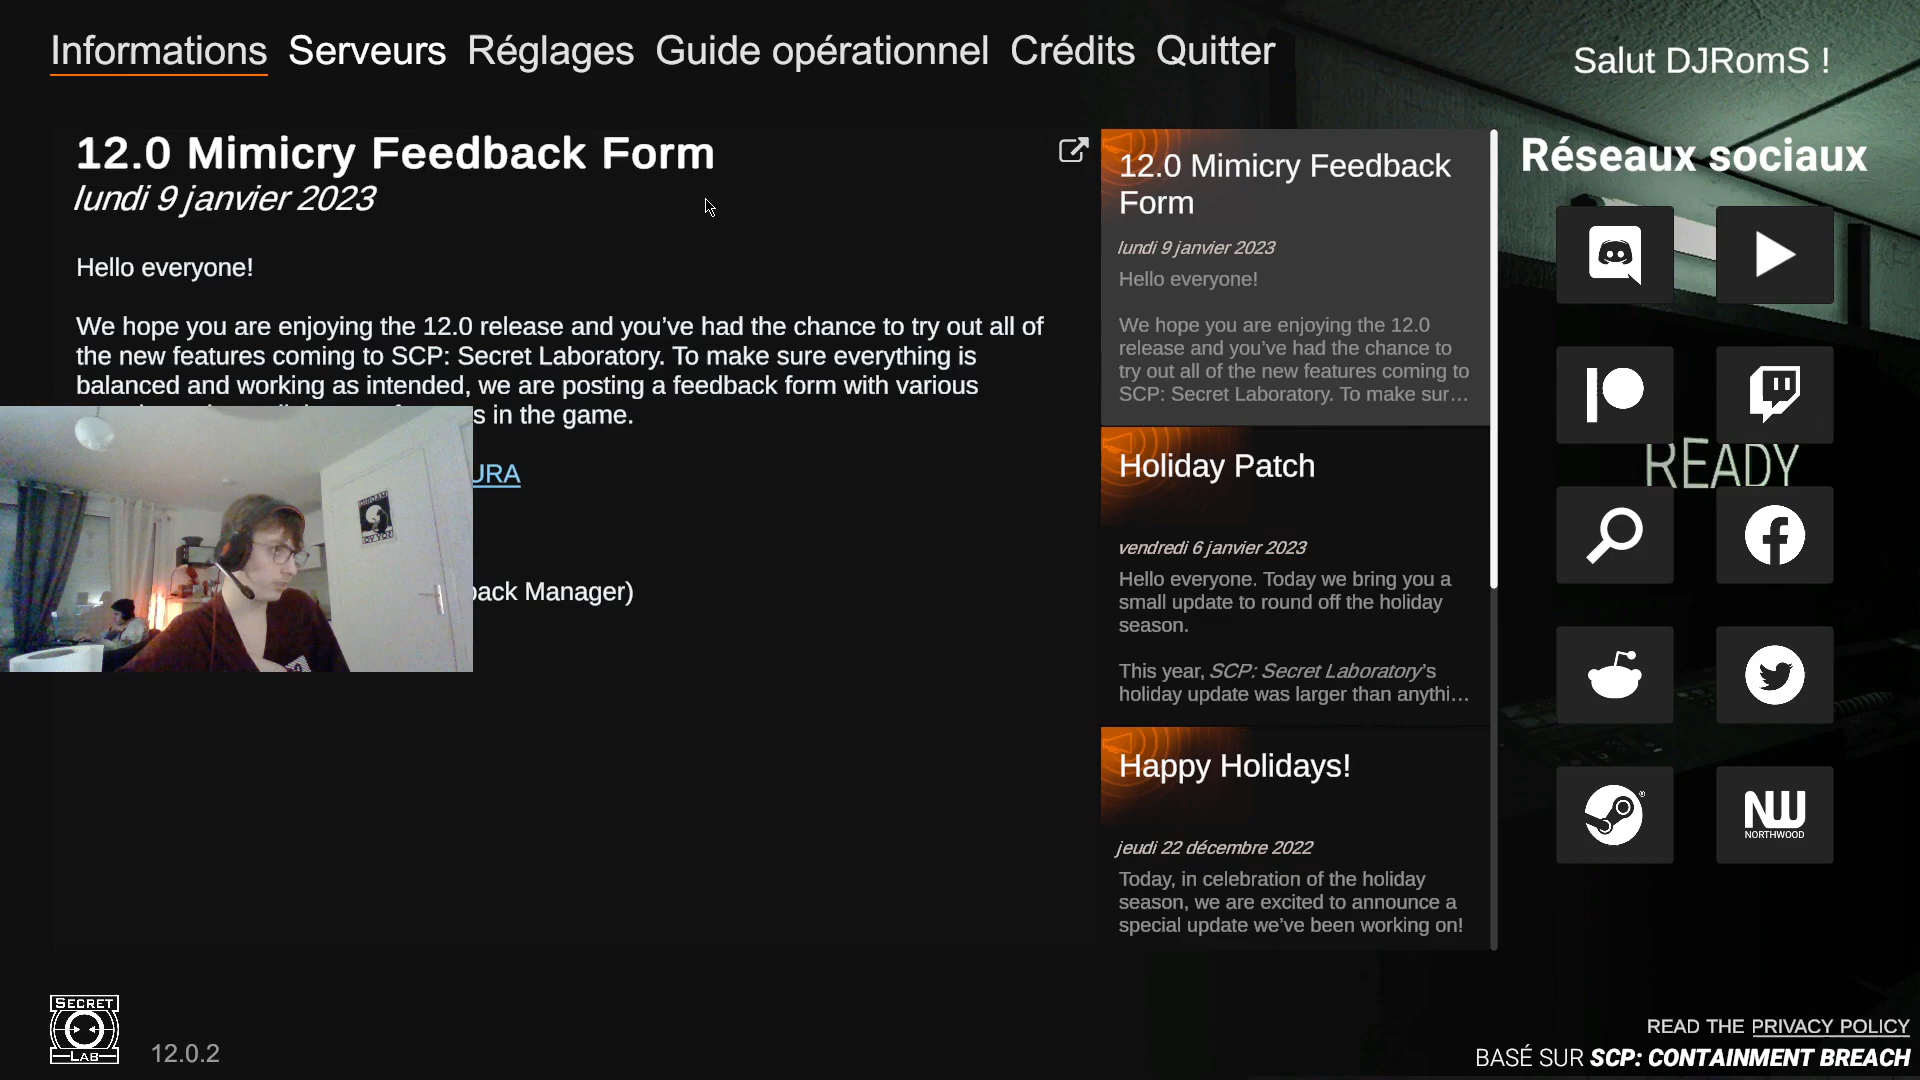 Informations Serveurs Réglages Guide opérationnel Crédits Quitter
Salut DJRomS !
12.0 Mimicry Feedback Form
lundi 9 janvier 2023
Hello everyone!
We hope you are enjoying the 12.0 release and you’ve had the chance to try out all of
the new features coming to SCP: Secret Laboratory. To make sure everything is
balanced and working as intended, we are posting a feedback form with various
s in the game.
URA
back Manager)
12.0 Mimicry Feedback
Form
lundi 9 janvier 2023
Hello everyone!
We hope you are enjoying the 12.0
release and you’ve had the chance to
try out all of the new features coming to
SCP: Secret Laboratory. To make sur…
Holiday Patch
vendredi 6 janvier 2023
Hello everyone. Today we bring you a
small update to round off the holiday
season.
This year, SCP: Secret Laboratory’s
holiday update was larger than anythi…
Happy Holidays!
jeudi 22 décembre 2022
Today, in celebration of the holiday
season, we are excited to announce a
special update we’ve been working on!
Réseaux sociaux
READY
NW
NORTHWOOD
SECRET
LAB
12.0.2
READ THE PRIVACY POLICY
BASÉ SUR SCP: CONTAINMENT BREACH